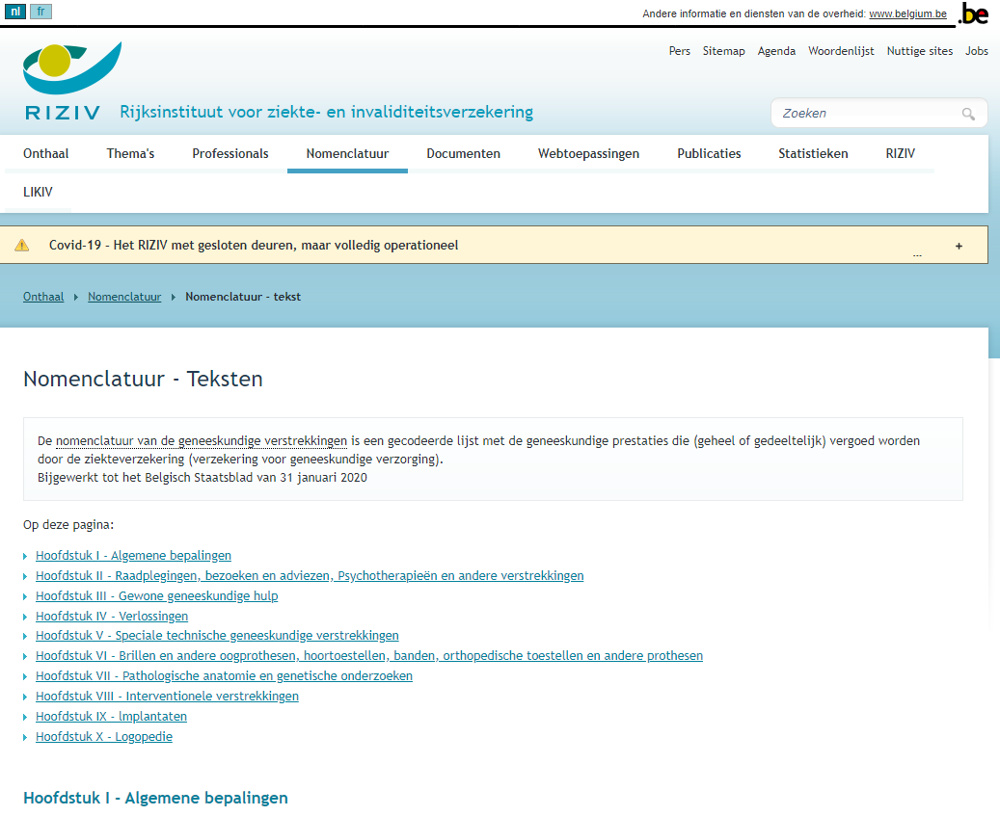 nl fr
Andere informatie en diensten van de overheid: www.belgium.be
.be
Pers Sitemap Agenda Woordenlijst Nuttige sites Jobs
RIZIV Rijksinstituut voor ziekte- en invaliditeitsverzekering
Zoeken
Onthaal Thema's Professionals Nomenclatuur Documenten Webtoepassingen Publicaties Statistieken RIZIV
LIKIV
Covid-19 - Het RIZIV met gesloten deuren, maar volledig operationeel
... +
Onthaal Nomenclatuur Nomenclatuur - tekst
Nomenclatuur - Teksten
De nomenclatuur van de geneeskundige verstrekkingen is een gecodeerde lijst met de geneeskundige prestaties die (geheel of gedeeltelijk) vergoed worden
door de ziekteverzekering (verzekering voor geneeskundige verzorging).
Bijgewerkt tot het Belgisch Staatsblad van 31 januari 2020
Op deze pagina:
Hoofdstuk I - Algemene bepalingen
Hoofdstuk II - Raadplegingen, bezoeken en adviezen, Psychotherapieën en andere verstrekkingen
Hoofdstuk III - Gewone geneeskundige hulp
Hoofdstuk IV - Verlossingen
Hoofdstuk V - Speciale technische geneeskundige verstrekkingen
Hoofdstuk VI - Brillen en andere oogprothesen, hoortoestellen, banden, orthopedische toestellen en andere prothesen
Hoofdstuk VII - Pathologische anatomie en genetische onderzoeken
Hoofdstuk VIII - Interventionele verstrekkingen
Hoofdstuk IX - lmplantaten
Hoofdstuk X - Logopedie
Hoofdstuk I - Algemene bepalingen